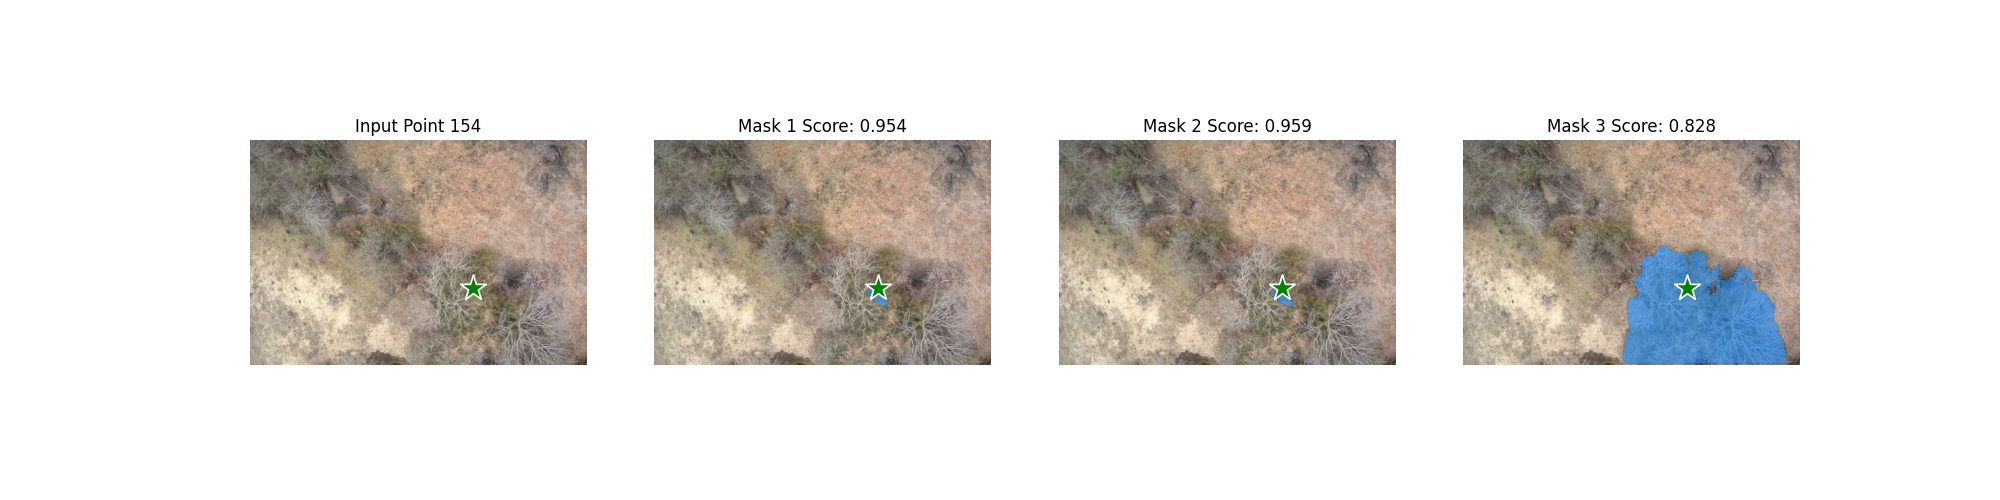 Input Point 154
Mask 1 Score: 0.954
Mask 2 Score: 0.959
Mask 3 Score: 0.828